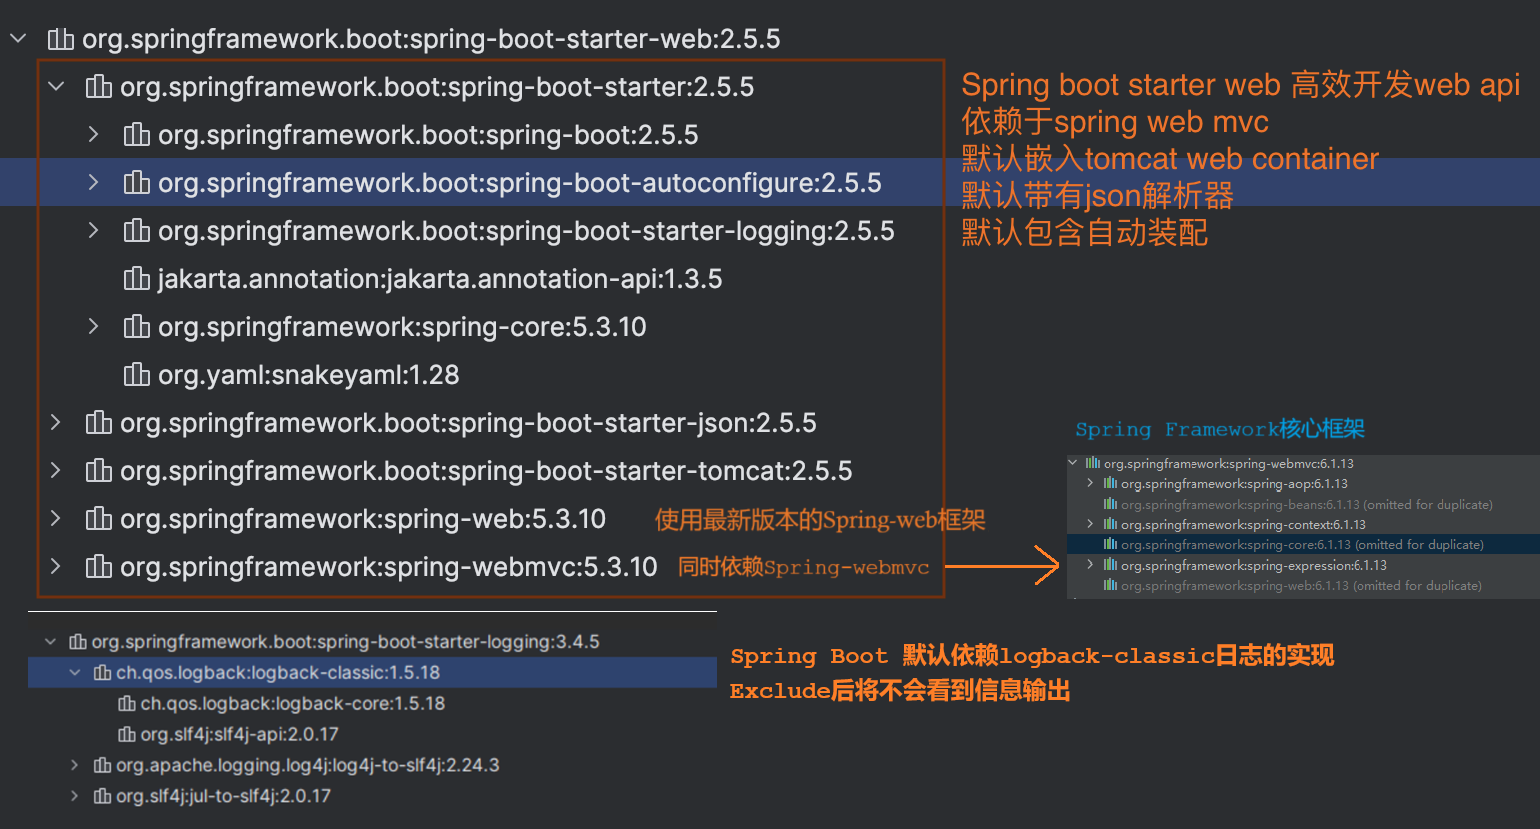 org.springframework.boot:spring-boot-starter-web:2.5.5
org.springframework.boot:spring-boot-starter:2.5.5
org.springframework.boot:spring-boot:2.5.5
org.springframework.boot:spring-boot-autoconfigure:2.5.5
org.springframework.boot:spring-boot-starter-logging:2.5.5
jakarta.annotation:jakarta.annotation-api:1.3.5
org.springframework:spring-core:5.3.10
org.yaml:snakeyaml:1.28
org.springframework.boot:spring-boot-starter-json:2.5.5
org.springframework.boot:spring-boot-starter-tomcat:2.5.5
org.springframework:spring-web:5.3.10 使用最新版本的Spring-web框架
org.springframework:spring-webmvc:5.3.10 同时依赖Spring-webmvc
Spring boot starter web 高效开发web api
依赖于spring web mvc
默认嵌入tomcat web container
默认带有json解析器
默认包含自动装配
Spring Framework核心框架
org.springframework:spring-webmvc:6.1.13
org.springframework:spring-aop:6.1.13
org.springframework:spring-beans:6.1.13 (omitted for duplicate)
org.springframework:spring-context:6.1.13
org.springframework:spring-core:6.1.13 (omitted for duplicate)
org.springframework:spring-expression:6.1.13
org.springframework:spring-web:6.1.13 (omitted for duplicate)
org.springframework.boot:spring-boot-starter-logging:3.4.5
ch.qos.logback:logback-classic:1.5.18
ch.qos.logback:logback-core:1.5.18
org.slf4j:slf4j-api:2.0.17
org.apache.logging.log4j:log4j-to-slf4j:2.24.3
org.slf4j:jul-to-slf4j:2.0.17
Spring Boot 默认依赖logback-classic日志的实现
Exclude后将不会看到信息输出